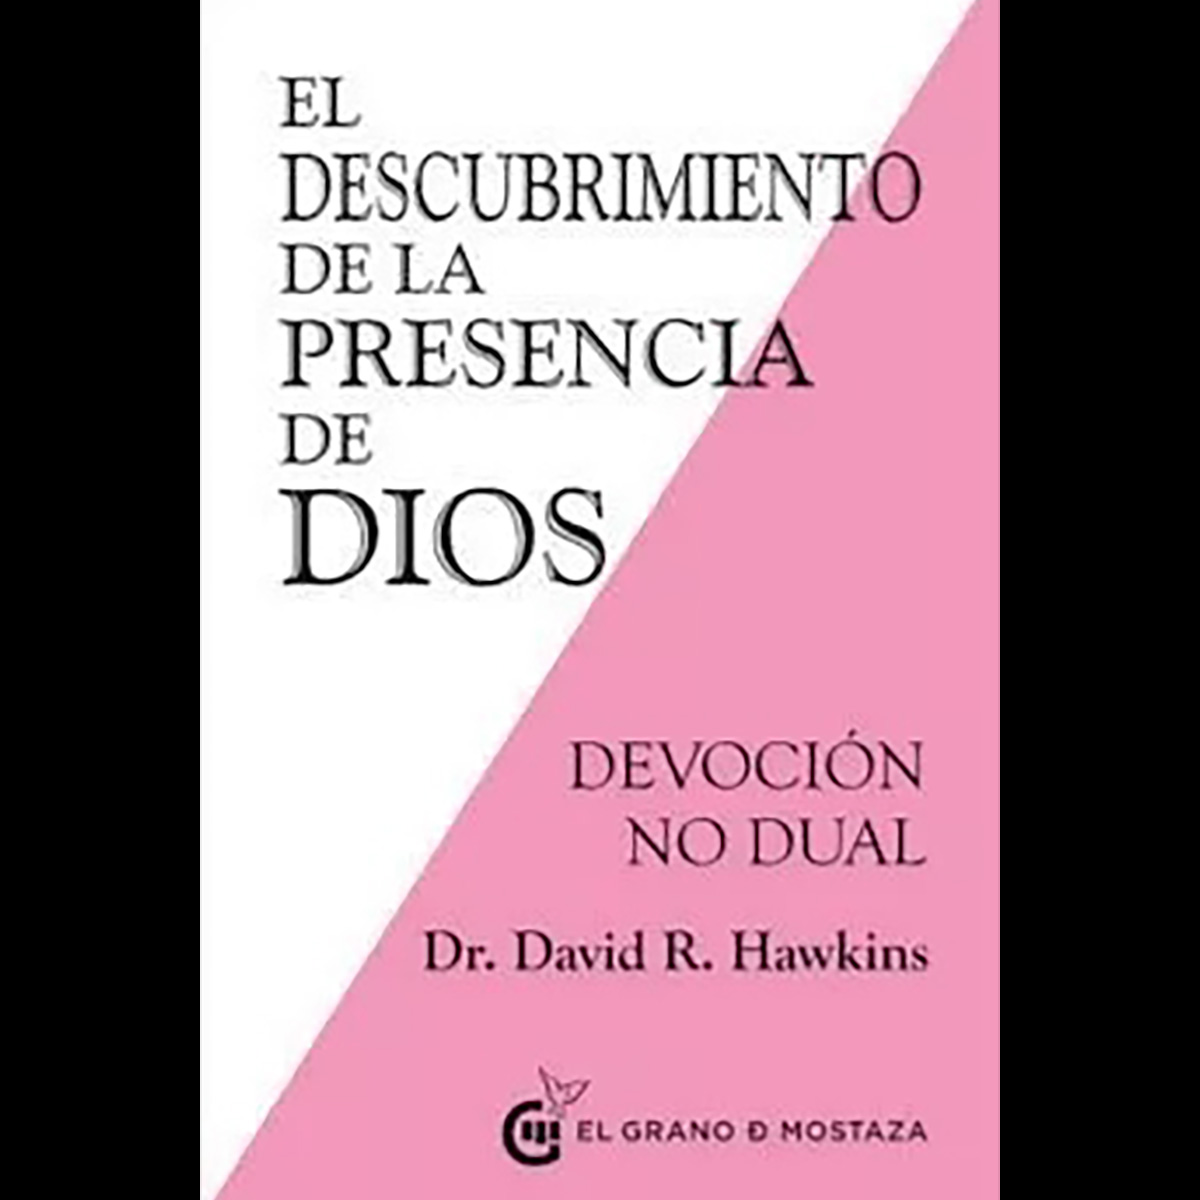 EL
DESCUBRIMIENTO
DE LA
PRESENCIA
DE
DIOS
DEVOCIÓN
NO DUAL
Dr. David R. Hawkins
EL GRANO Đ MOSTAZA